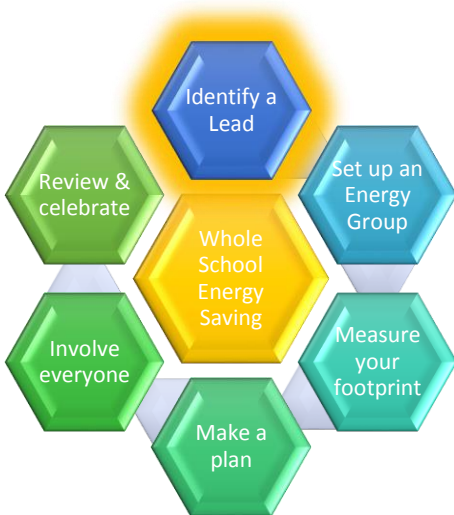 Identify a
Lead
Set up an
Energy
Group
Measure
your
footprint
Make a
plan
Involve
everyone
Review &
celebrate
Whole
School
Energy
Saving